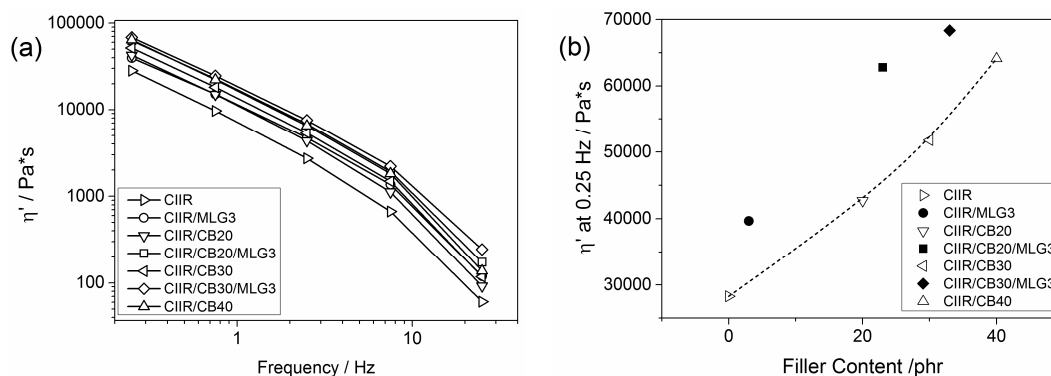 (a)
100000
10000
1000
100
η' / Pa*s
CIIR
CIIR/MLG3
CIIR/CB20
CIIR/CB20/MLG3
CIIR/CB30
CIIR/CB30/MLG3
CIIR/CB40
1
10
Frequency / Hz
(b)
70000
60000
50000
40000
30000
η' at 0.25 Hz / Pa*s
CIIR
CIIR/MLG3
CIIR/CB20
CIIR/CB20/MLG3
CIIR/CB30
CIIR/CB30/MLG3
CIIR/CB40
0
20
40
Filler Content /phr